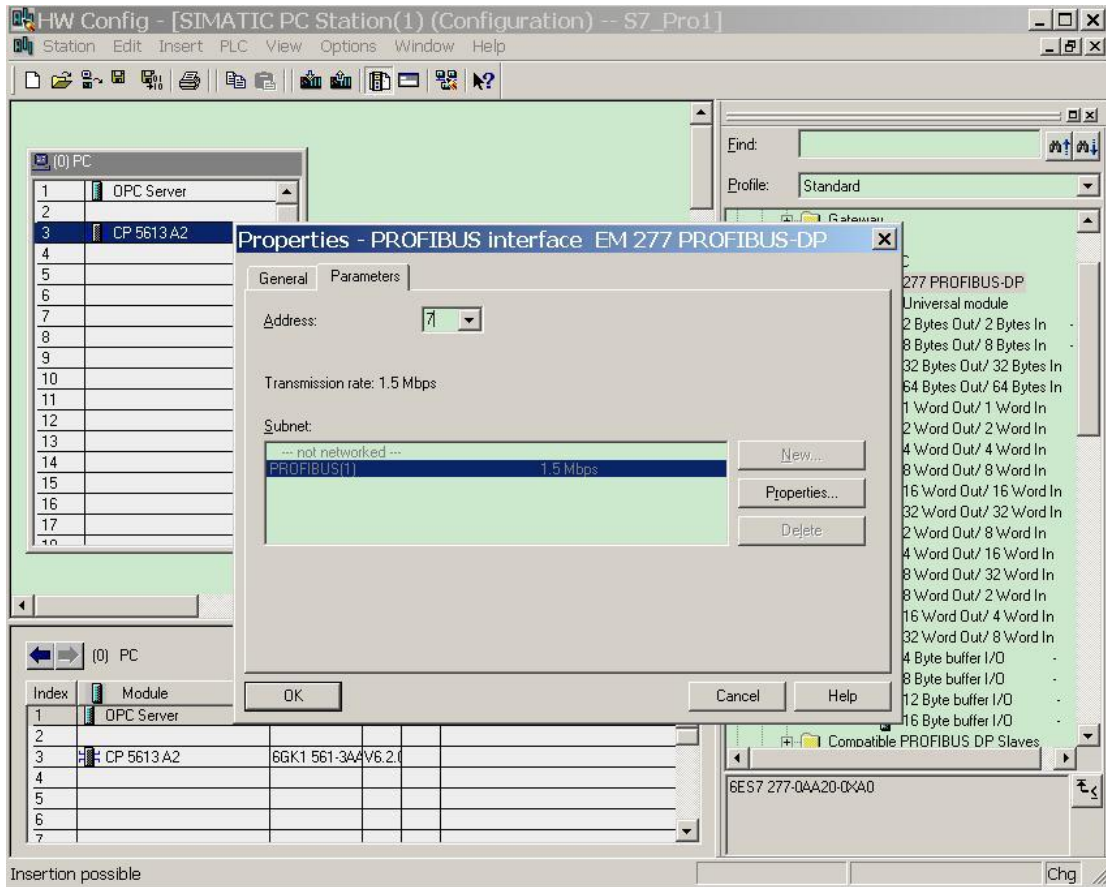 HW Config - [SIMATIC PC Station(1) (Configuration) -- S7_Pro1]
Station Edit Insert PLC View Options Window Help
(0) PC
1 OPC Server
2
3 CP 5613 A2
4
5
6
7
8
9
10
11
12
13
14
15
16
17
18
Find:
Profile: Standard
Gateway
277 PROFIBUS-DP
Universal module
2 Bytes Out/ 2 Bytes In -
8 Bytes Out/ 8 Bytes In -
32 Bytes Out/ 32 Bytes In
64 Bytes Out/ 64 Bytes In
1 Word Out/ 1 Word In
2 Word Out/ 2 Word In
4 Word Out/ 4 Word In
8 Word Out/ 8 Word In
16 Word Out/ 16 Word In
32 Word Out/ 32 Word In
2 Word Out/ 8 Word In
4 Word Out/ 16 Word In
8 Word Out/ 32 Word In
8 Word Out/ 2 Word In
16 Word Out/ 4 Word In
32 Word Out/ 8 Word In
4 Byte buffer I/O -
8 Byte buffer I/O -
12 Byte buffer I/O -
16 Byte buffer I/O -
Compatible PROFIBUS DP Slaves
6ES7 277-0AA20-0XA0
Properties - PROFIBUS interface EM 277 PROFIBUS-DP
General Parameters
Address: 7
Transmission rate: 1.5 Mbps
Subnet:
--- not networked ---
PROFIBUS(1) 1.5 Mbps
New...
Properties...
Delete
OK Cancel Help
(0) PC
Index Module
1 OPC Server
2
3 CP 5613 A2 6GK1 561-3AA V6.2.0
4
5
6
7
Insertion possible Chg